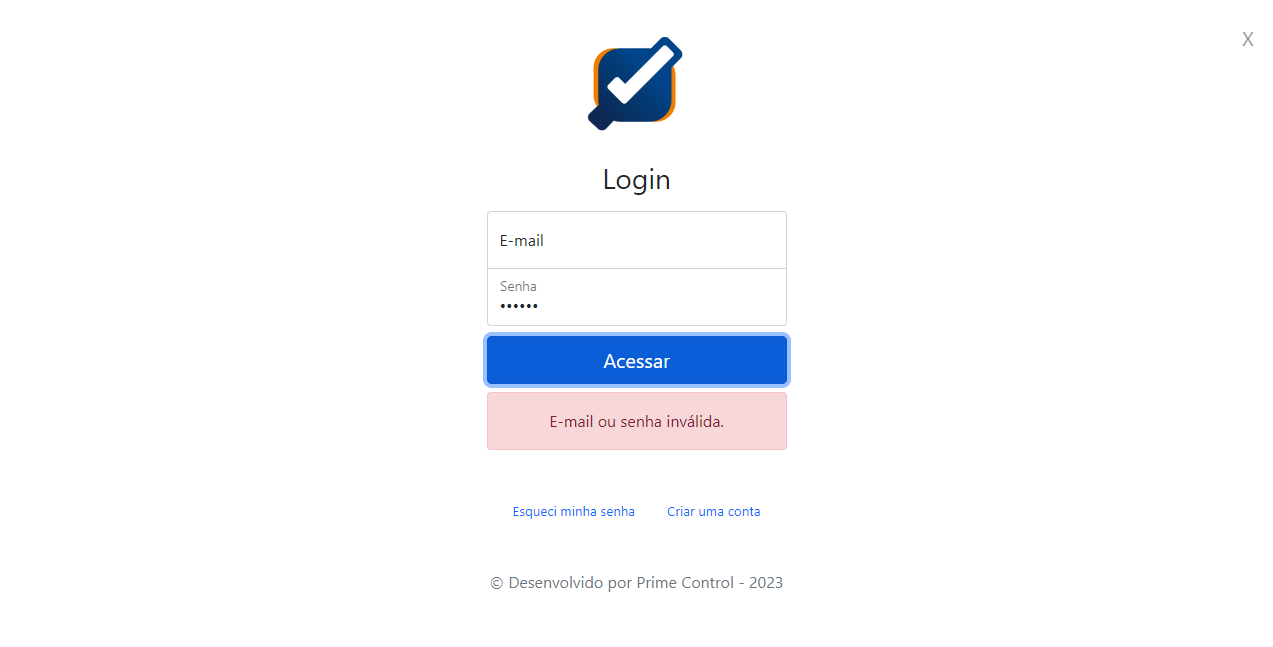 X
Login
E-mail
Senha
••••••
Acessar
E-mail ou senha inválida.
Esqueci minha senha Criar uma conta
© Desenvolvido por Prime Control - 2023